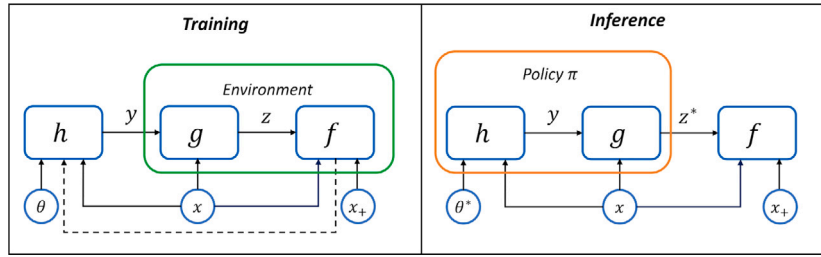 Training
Environment
h
y
g
z
f
θ
x
x₊
Inference
Policy π
h
y
g
z*
f
θ*
x
x₊